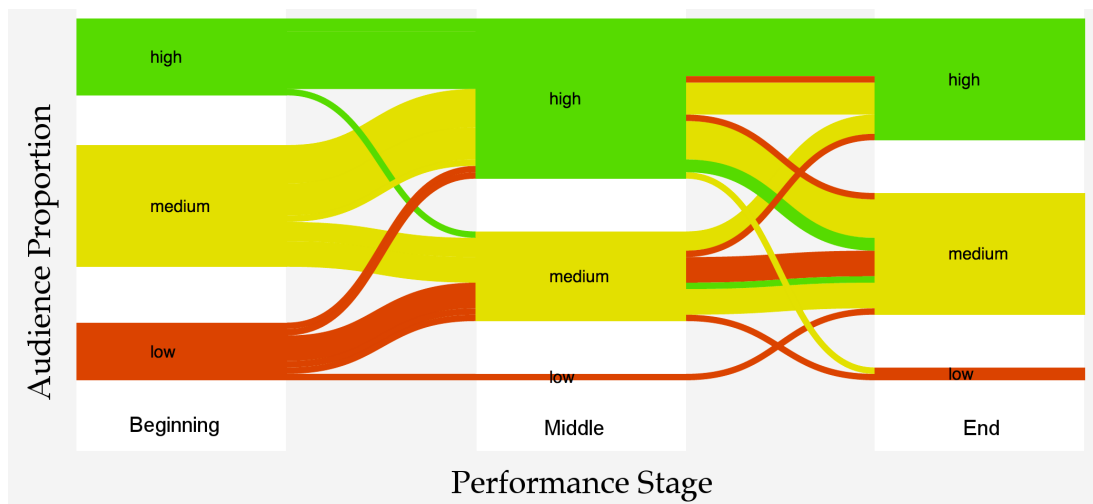 Audience Proportion
high
medium
low
Beginning
high
medium
low
Middle
high
medium
low
End
Performance Stage